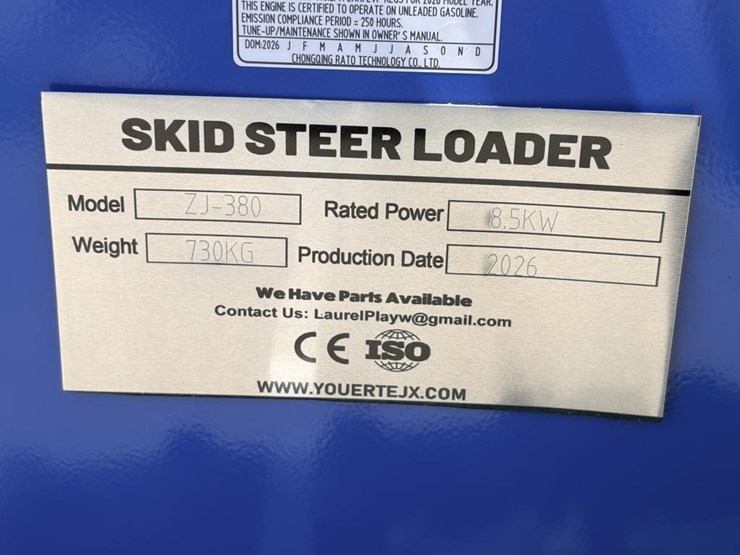 THIS ENGINE IS CERTIFIED TO OPERATE ON UNLEADED GASOLINE.
EMISSION COMPLIANCE PERIOD = 250 HOURS.
TUNE-UP/MAINTENANCE SHOWN IN OWNER'S MANUAL.
DOM:2026 J F M A M J J A S O N D
CHONGQING RATO TECHNOLOGY CO., LTD.
SKID STEER LOADER
Model ZJ-380 Rated Power 8.5KW
Weight 730KG Production Date 2026
We Have Parts Available
Contact Us: LaurelPlayw@gmail.com
CE ISO
WWW.YOUERTEJX.COM